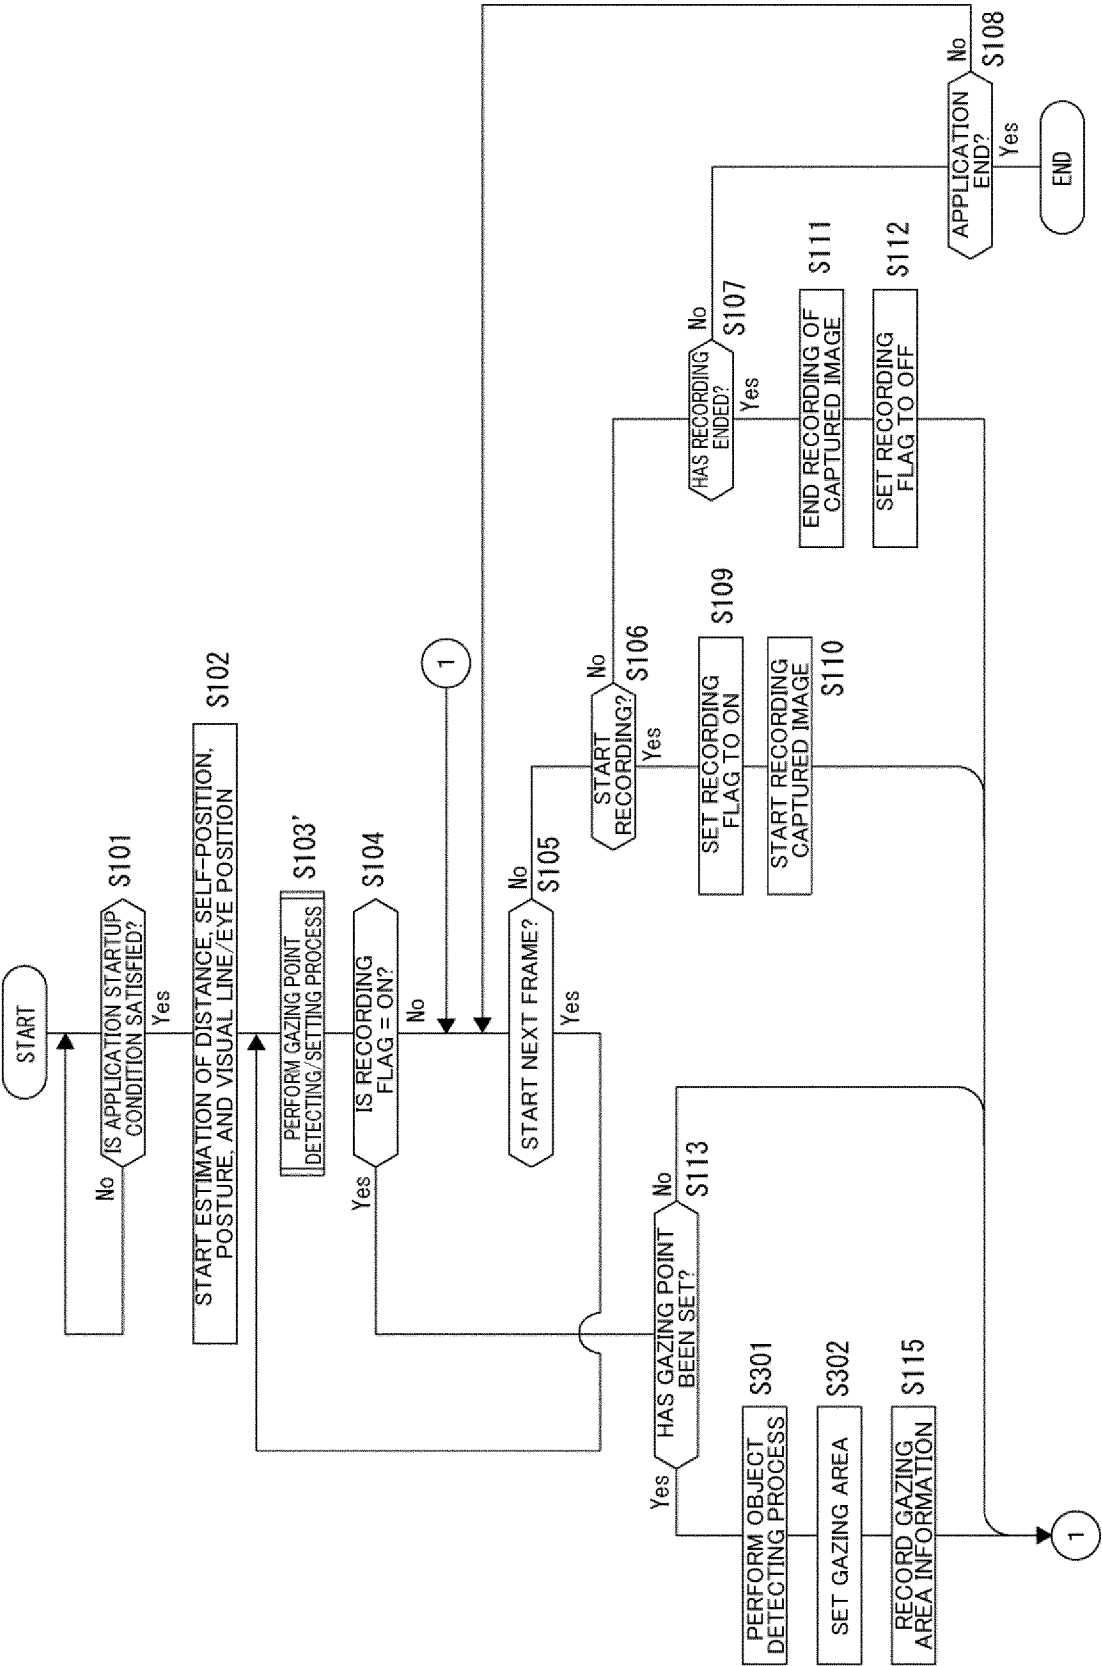 START
IS APPLICATION STARTUP
CONDITION SATISFIED?
S101
No
Yes
START ESTIMATION OF DISTANCE, SELF-POSITION,
POSTURE, AND VISUAL LINE/EYE POSITION
S102
PERFORM GAZING POINT
DETECTING/SETTING PROCESS
S103'
IS RECORDING
FLAG = ON?
S104
Yes
No
1
START NEXT FRAME?
No
S105
Yes
START
RECORDING?
No
S106
Yes
HAS GAZING POINT
BEEN SET?
No
S113
Yes
HAS RECORDING
ENDED?
No
S107
Yes
SET RECORDING
FLAG TO ON
S109
START RECORDING
CAPTURED IMAGE
S110
PERFORM OBJECT
DETECTING PROCESS
S301
SET GAZING AREA
S302
RECORD GAZING
AREA INFORMATION
S115
END RECORDING OF
CAPTURED IMAGE
S111
SET RECORDING
FLAG TO OFF
S112
APPLICATION
END?
No
S108
Yes
END
1